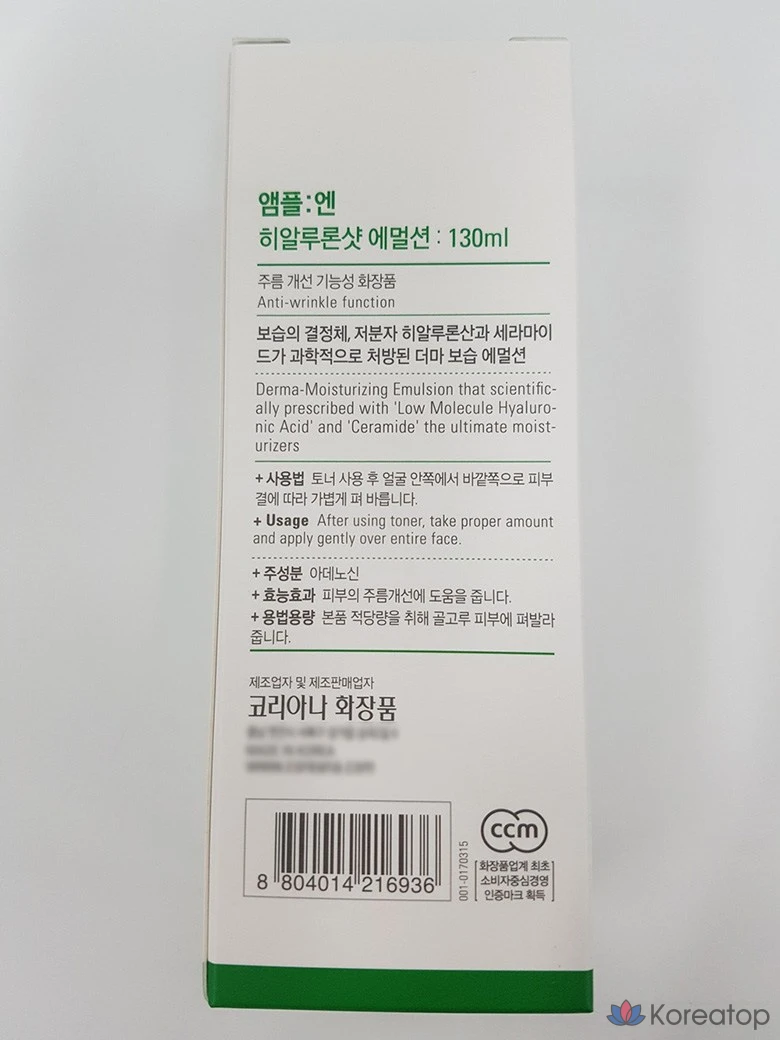 앰플:엔
히알루론샷 에멀션 : 130ml
주름 개선 기능성 화장품
Anti-wrinkle function
보습의 결정체, 저분자 히알루론산과 세라마이
드가 과학적으로 처방된 더마 보습 에멀션
Derma-Moisturizing Emulsion that scientific-
ally prescribed with 'Low Molecule Hyaluro-
nic Acid' and 'Ceramide' the ultimate moist-
urizers
+ 사용법 토너 사용 후 얼굴 안쪽에서 바깥쪽으로 피부
결에 따라 가볍게 펴 바릅니다.
+ Usage After using toner, take proper amount
and apply gently over entire face.
+ 주성분 아데노신
+ 효능효과 피부의 주름개선에 도움을 줍니다.
+ 용법용량 본품 적당량을 취해 골고루 피부에 펴발라
줍니다.
제조업자 및 제조판매업자
코리아나 화장품
MADE IN KOREA
www.coreana.com
8 804014 216936
001-0170315
ccm
화장품업계 최초
소비자중심경영
인증마크 획득
Koreatop